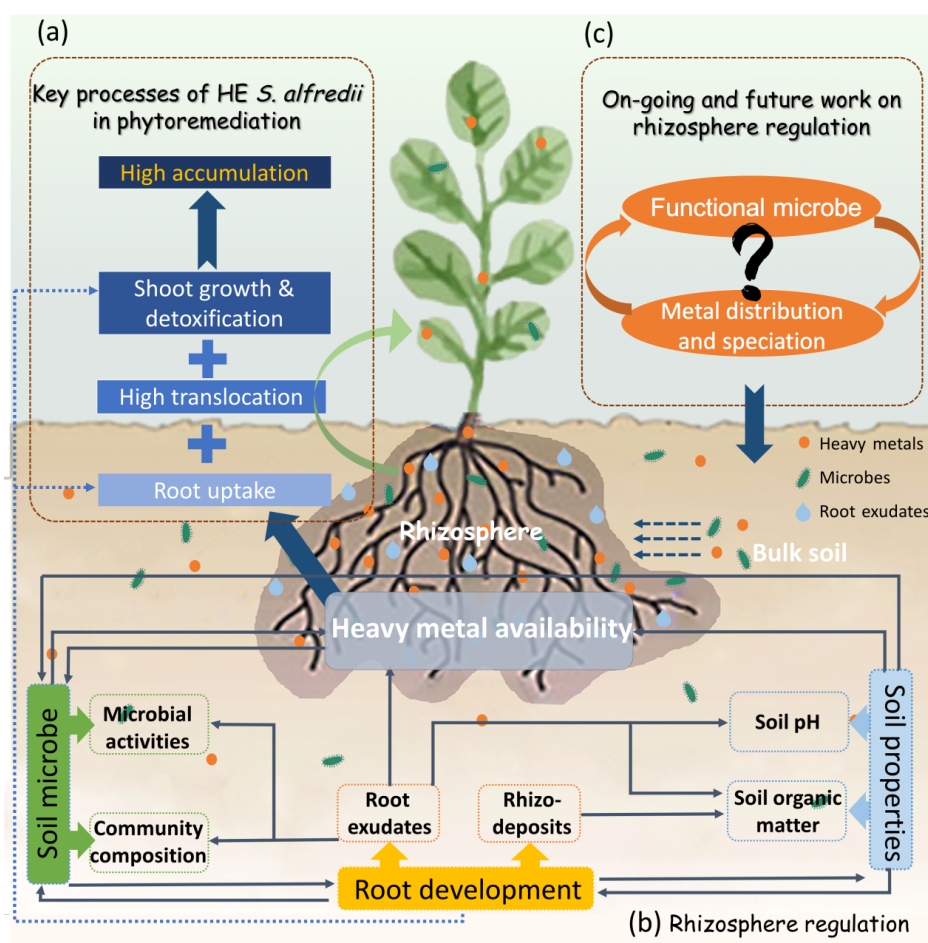 (a)
Key processes of HE S. alfredii
in phytoremediation
High accumulation
Shoot growth &
detoxification
High translocation
Root uptake
(c)
On-going and future work on
rhizosphere regulation
Functional microbe
?
Metal distribution
and speciation
Heavy metals
Microbes
Root exudates
Rhizosphere
Bulk soil
Heavy metal availability
Soil microbe
Microbial
activities
Community
composition
Root
exudates
Rhizo-
deposits
Root development
Soil pH
Soil organic
matter
Soil properties
(b) Rhizosphere regulation